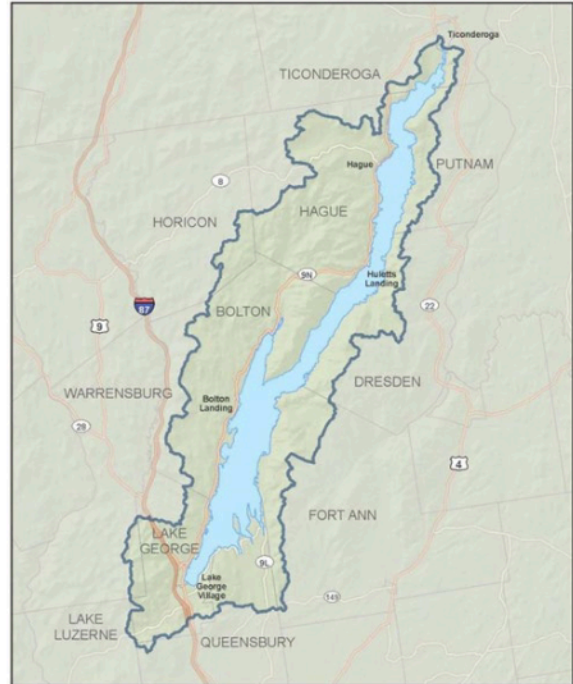 Ticonderoga
TICONDEROGA
PUTNAM
Hague
8
HAGUE
HORICON
9N
Huletts
Landing
87
BOLTON
22
9
DRESDEN
WARRENSBURG
Bolton
Landing
28
4
FORT ANN
LAKE
GEORGE
9L
Lake
George
Village
149
LAKE
LUZERNE
QUEENSBURY